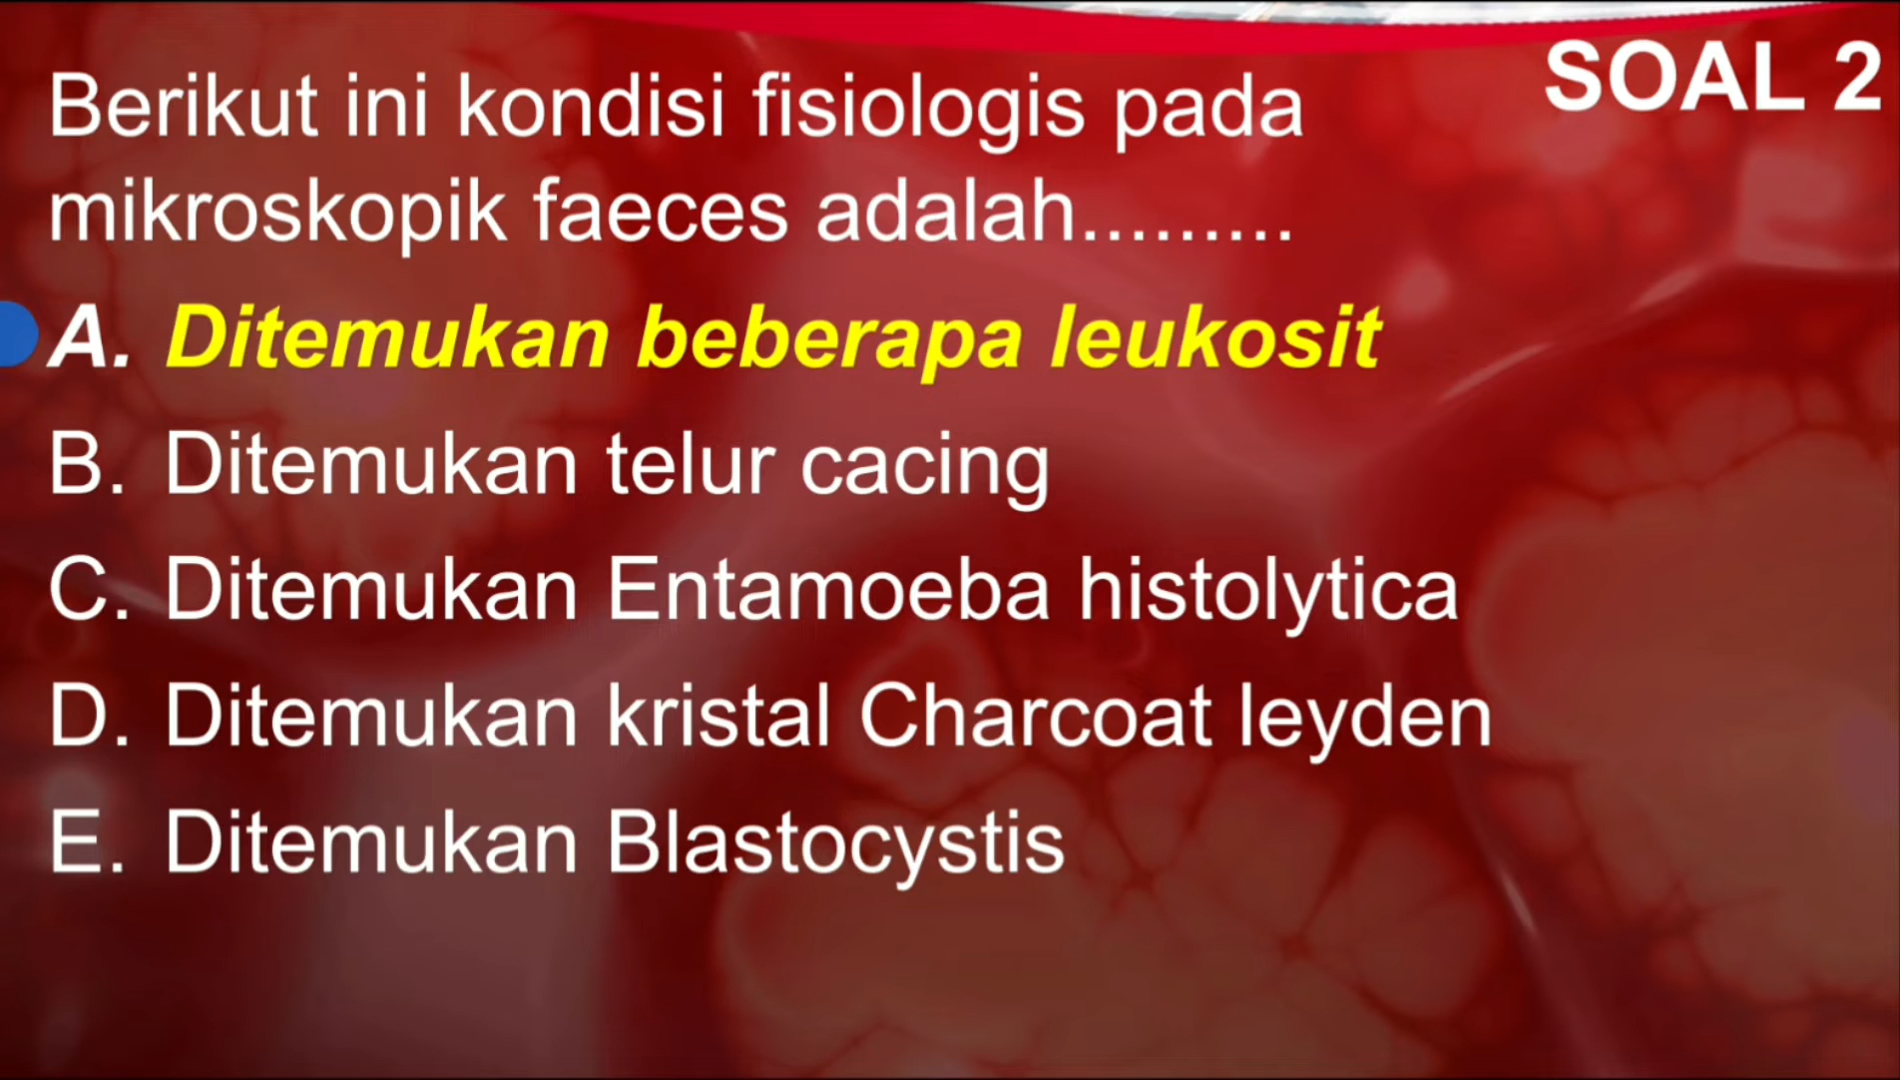 SOAL 2
Berikut ini kondisi fisiologis pada
mikroskopik faeces adalah.........
A. Ditemukan beberapa leukosit
B. Ditemukan telur cacing
C. Ditemukan Entamoeba histolytica
D. Ditemukan kristal Charcoat leyden
E. Ditemukan Blastocystis